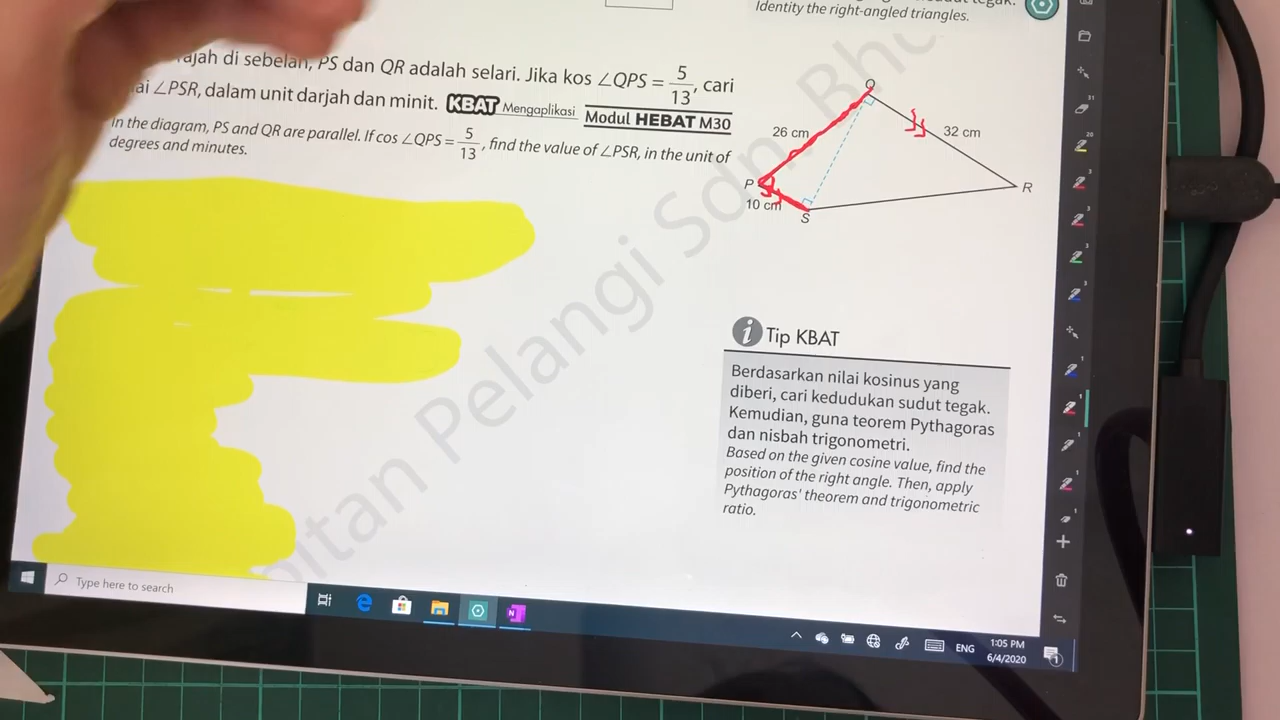 Identity the right-angled triangles.
di sebelah, PS dan QR adalah selari. Jika kos ∠QPS = 5/13, cari
∠PSR, dalam unit darjah dan minit. KBAT Mengaplikasi Modul HEBAT M30
In the diagram, PS and QR are parallel. If cos ∠QPS = 5/13, find the value of ∠PSR, in the unit of
degrees and minutes.
Q
26 cm
32 cm
P
R
10 cm
S
i Tip KBAT
Berdasarkan nilai kosinus yang
diberi, cari kedudukan sudut tegak.
Kemudian, guna teorem Pythagoras
dan nisbah trigonometri.
Based on the given cosine value, find the
position of the right angle. Then, apply
Pythagoras' theorem and trigonometric
ratio.
Pelangi Sdn. Bh
Type here to search
ENG
1:05 PM
6/4/2020